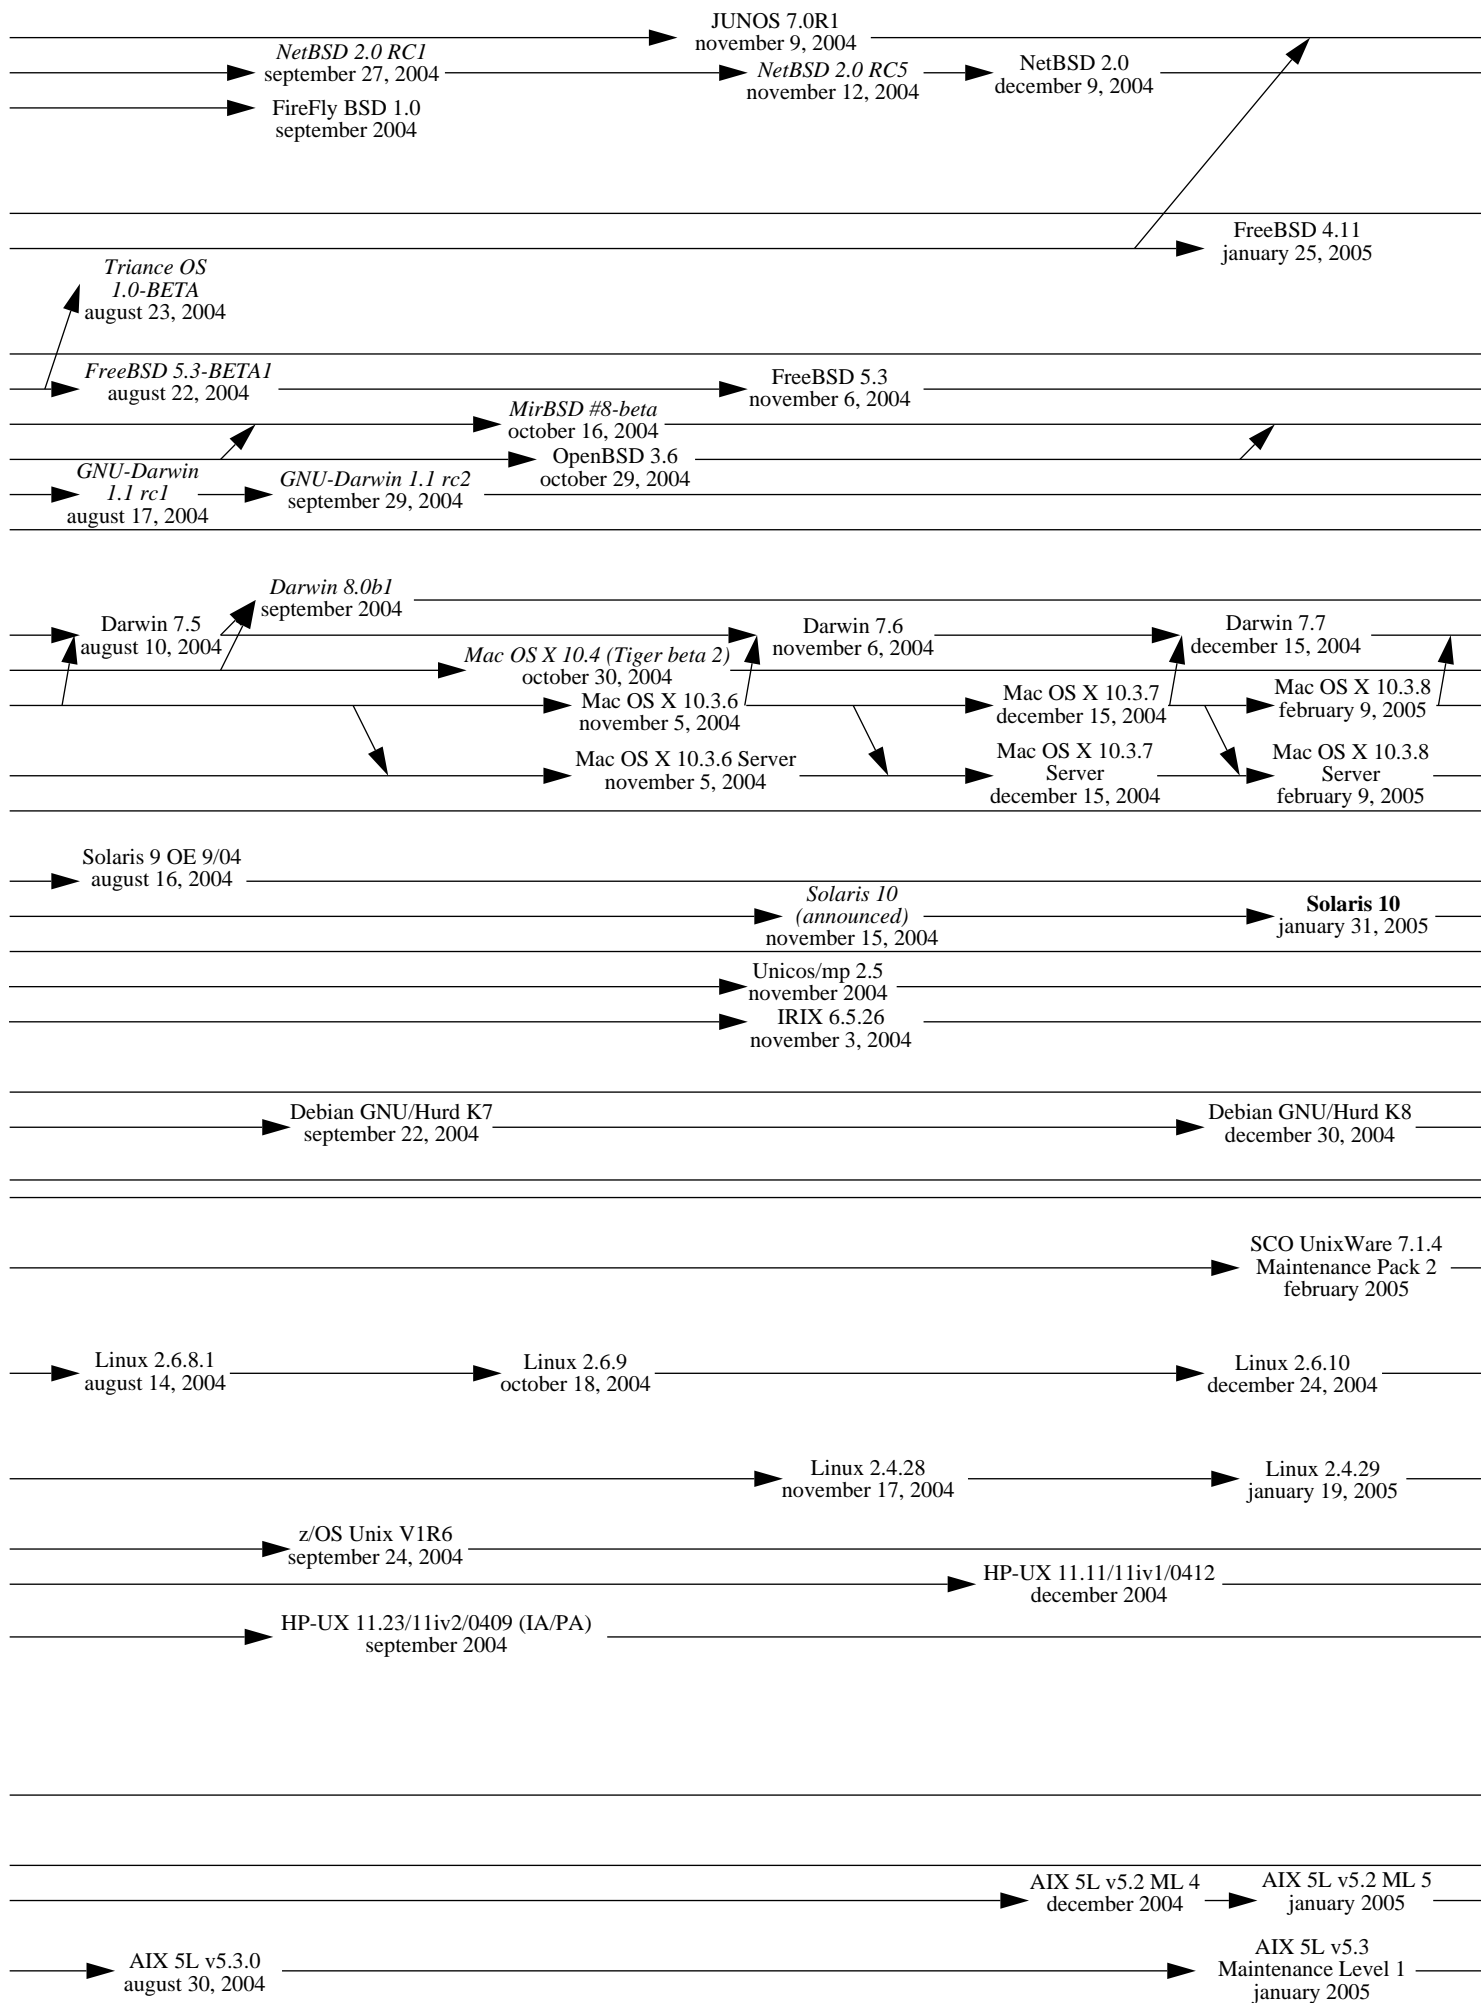 JUNOS 7.0R1
november 9, 2004
NetBSD 2.0 RC1
september 27, 2004
NetBSD 2.0 RC5
november 12, 2004
NetBSD 2.0
december 9, 2004
FireFly BSD 1.0
september 2004
FreeBSD 4.11
january 25, 2005
Triance OS
1.0-BETA
august 23, 2004
FreeBSD 5.3-BETA1
august 22, 2004
FreeBSD 5.3
november 6, 2004
MirBSD #8-beta
october 16, 2004
OpenBSD 3.6
october 29, 2004
GNU-Darwin
1.1 rc1
august 17, 2004
GNU-Darwin 1.1 rc2
september 29, 2004
Darwin 8.0b1
september 2004
Darwin 7.5
august 10, 2004
Darwin 7.6
november 6, 2004
Darwin 7.7
december 15, 2004
Mac OS X 10.4 (Tiger beta 2)
october 30, 2004
Mac OS X 10.3.6
november 5, 2004
Mac OS X 10.3.7
december 15, 2004
Mac OS X 10.3.8
february 9, 2005
Mac OS X 10.3.6 Server
november 5, 2004
Mac OS X 10.3.7
Server
december 15, 2004
Mac OS X 10.3.8
Server
february 9, 2005
Solaris 9 OE 9/04
august 16, 2004
Solaris 10
(announced)
november 15, 2004
Solaris 10
january 31, 2005
Unicos/mp 2.5
november 2004
IRIX 6.5.26
november 3, 2004
Debian GNU/Hurd K7
september 22, 2004
Debian GNU/Hurd K8
december 30, 2004
SCO UnixWare 7.1.4
Maintenance Pack 2
february 2005
Linux 2.6.8.1
august 14, 2004
Linux 2.6.9
october 18, 2004
Linux 2.6.10
december 24, 2004
Linux 2.4.28
november 17, 2004
Linux 2.4.29
january 19, 2005
z/OS Unix V1R6
september 24, 2004
HP-UX 11.11/11iv1/0412
december 2004
HP-UX 11.23/11iv2/0409 (IA/PA)
september 2004
AIX 5L v5.2 ML 4
december 2004
AIX 5L v5.2 ML 5
january 2005
AIX 5L v5.3.0
august 30, 2004
AIX 5L v5.3
Maintenance Level 1
january 2005